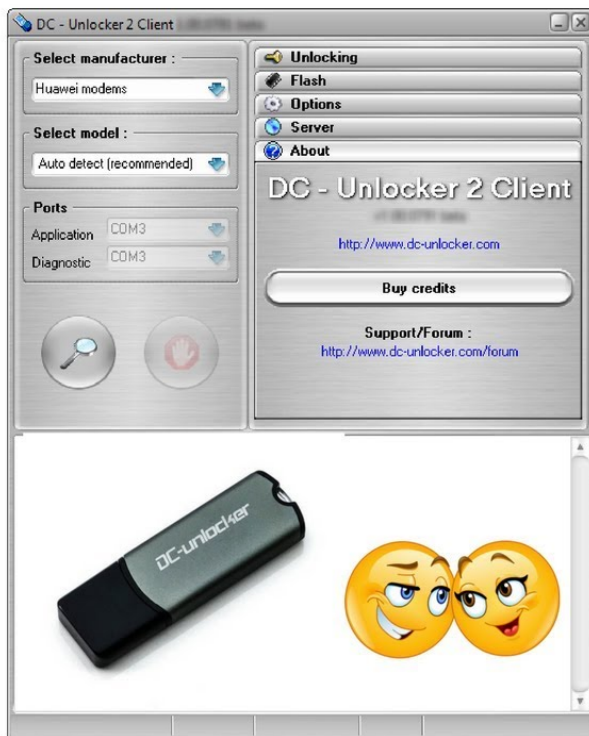 DC - Unlocker 2 Client
Select manufacturer :
Huawei modems
Select model :
Auto detect (recommended)
Ports
Application COM3
Diagnostic COM3
Unlocking
Flash
Options
Server
About
DC - Unlocker 2 Client
http://www.dc-unlocker.com
Buy credits
Support/Forum :
http://www.dc-unlocker.com/forum
DC-unlocker